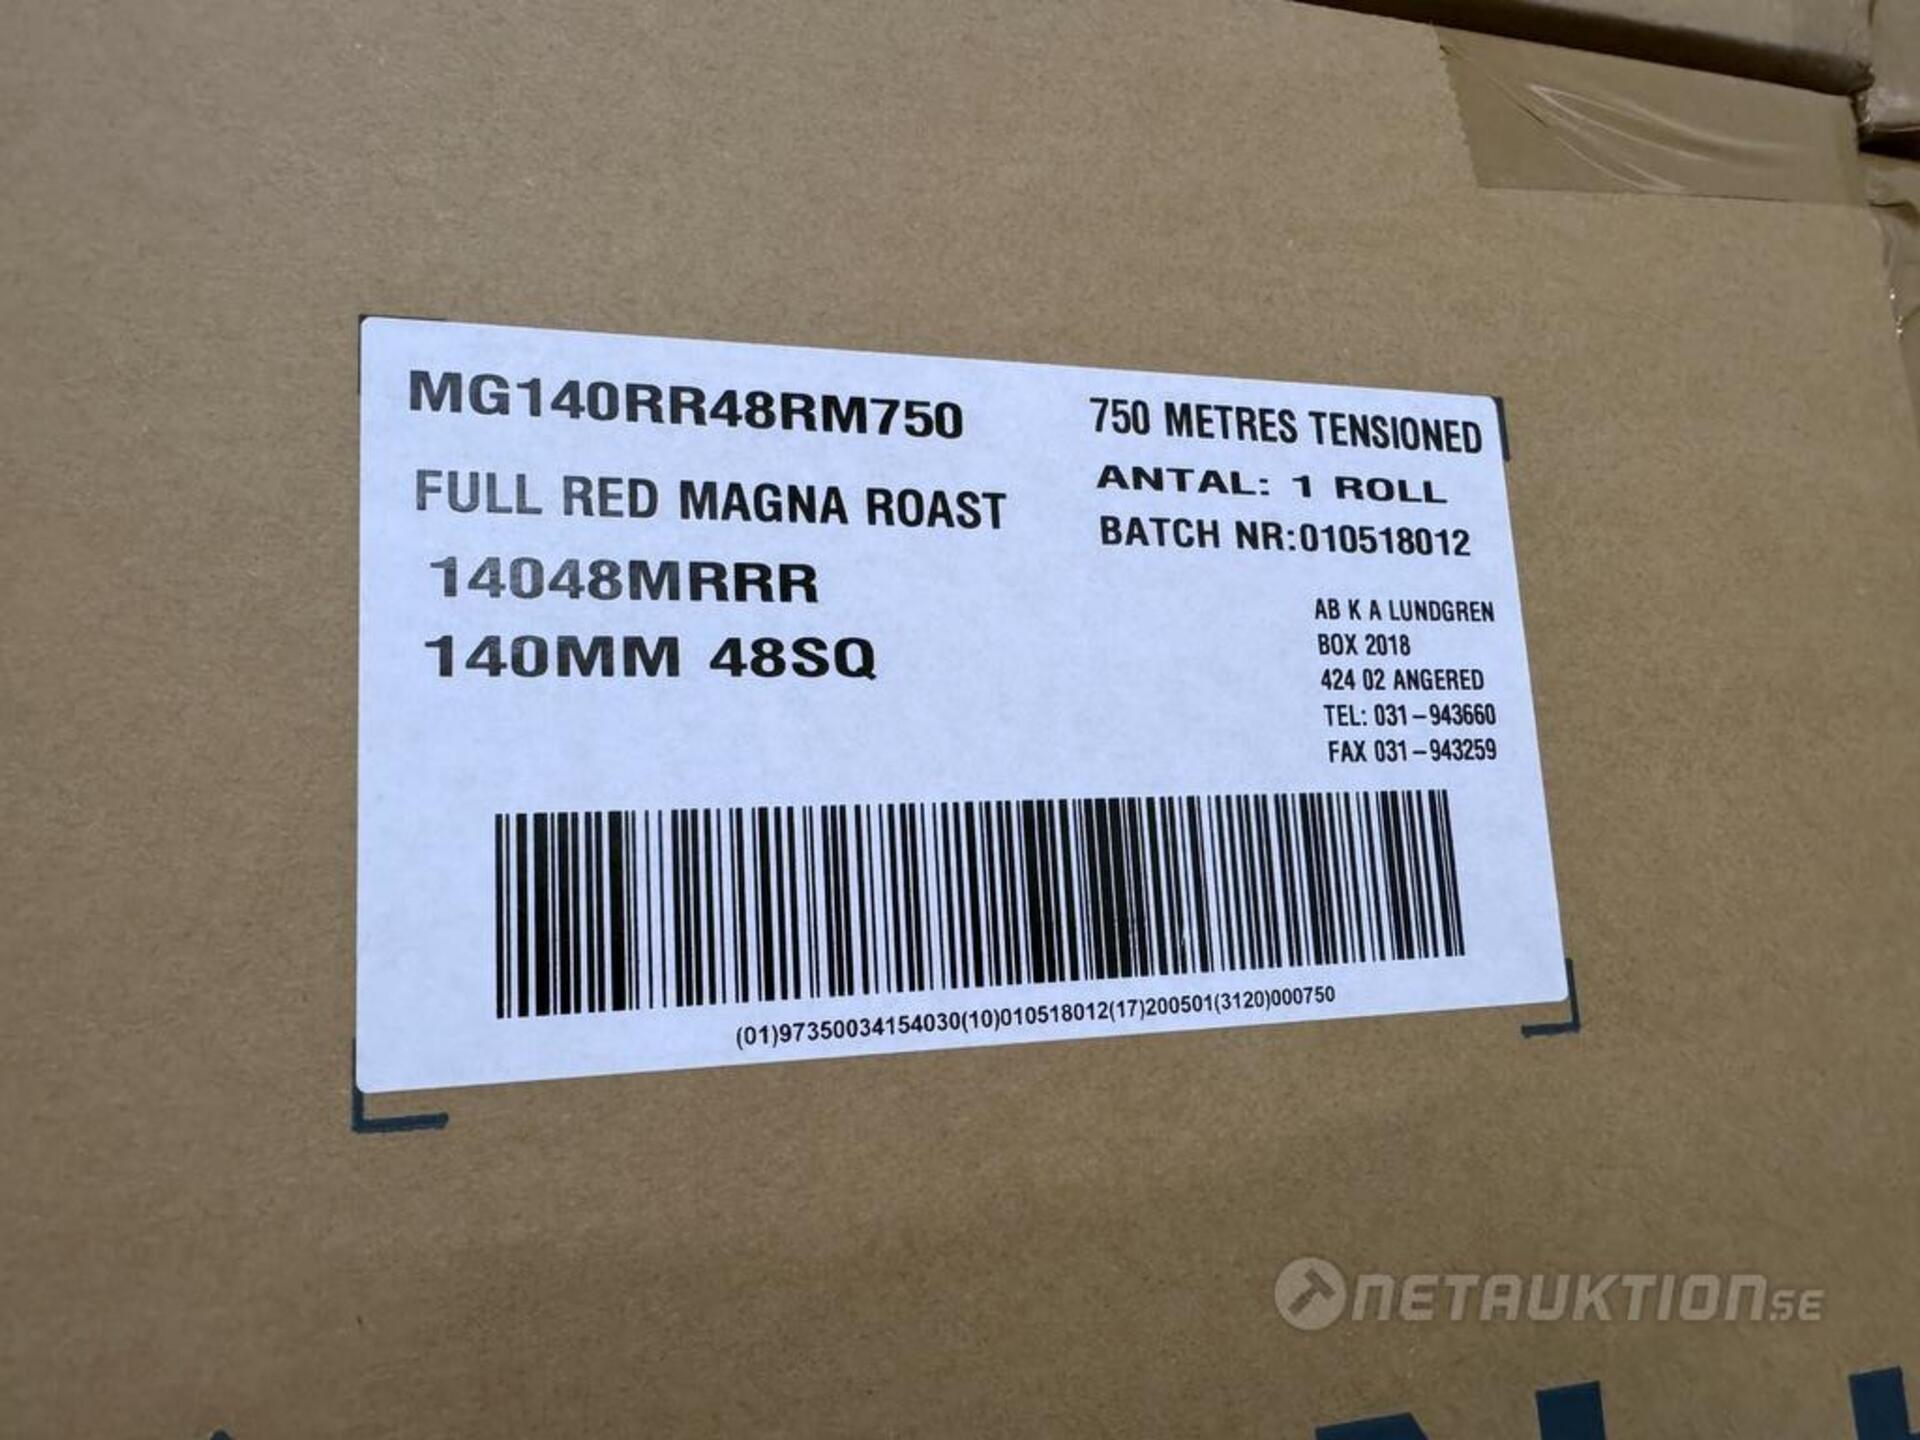 MG140RR48RM750
FULL RED MAGNA ROAST
14048MRRR
140MM 48SQ
750 METRES TENSIONED
ANTAL: 1 ROLL
BATCH NR:010518012
AB K A LUNDGREN
BOX 2018
424 02 ANGERED
TEL: 031-943660
FAX 031-943259
(01)97350034154030(10)010518012(17)200501(3120)000750
NETAUKTION.SE